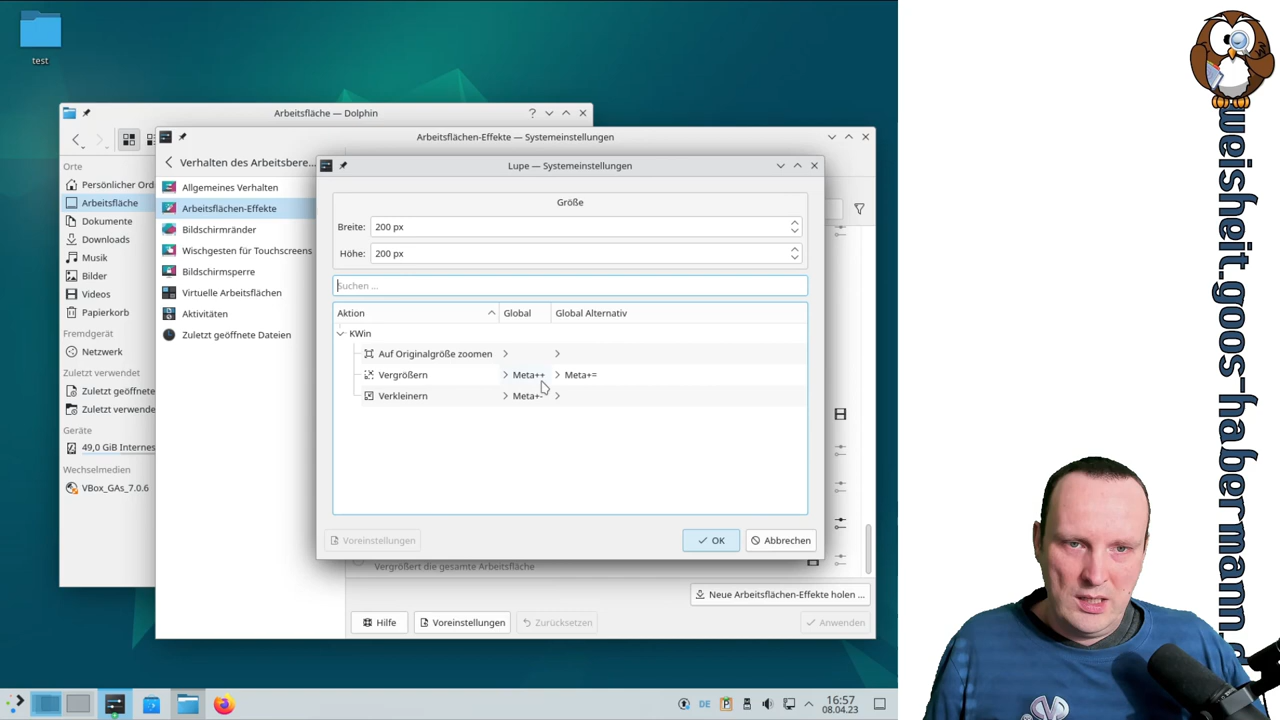 test
Arbeitsfläche — Dolphin
Arbeitsflächen-Effekte — Systemeinstellungen
Orte
Persönlicher Ord
Arbeitsfläche
Dokumente
Downloads
Musik
Bilder
Videos
Papierkorb
Fremdgerät
Netzwerk
Zuletzt verwendet
Zuletzt geöffnete
Zuletzt verwende
Geräte
49,0 GiB Internes
Wechselmedien
VBox_GAs_7.0.6
Verhalten des Arbeitsbere...
Allgemeines Verhalten
Arbeitsflächen-Effekte
Bildschirmränder
Wischgesten für Touchscreens
Bildschirmsperre
Virtuelle Arbeitsflächen
Aktivitäten
Zuletzt geöffnete Dateien
Lupe — Systemeinstellungen
Größe
Breite: 200 px
Höhe: 200 px
Suchen ...
Aktion Global Global Alternativ
KWin
Auf Originalgröße zoomen
Vergrößern Meta++ Meta+=
Verkleinern Meta+-
Voreinstellungen OK Abbrechen
Vergrößert die gesamte Arbeitsfläche
Neue Arbeitsflächen-Effekte holen ...
Hilfe Voreinstellungen Zurücksetzen Anwenden
DE 16:57
08.04.23
weisheit.goos-habermann.